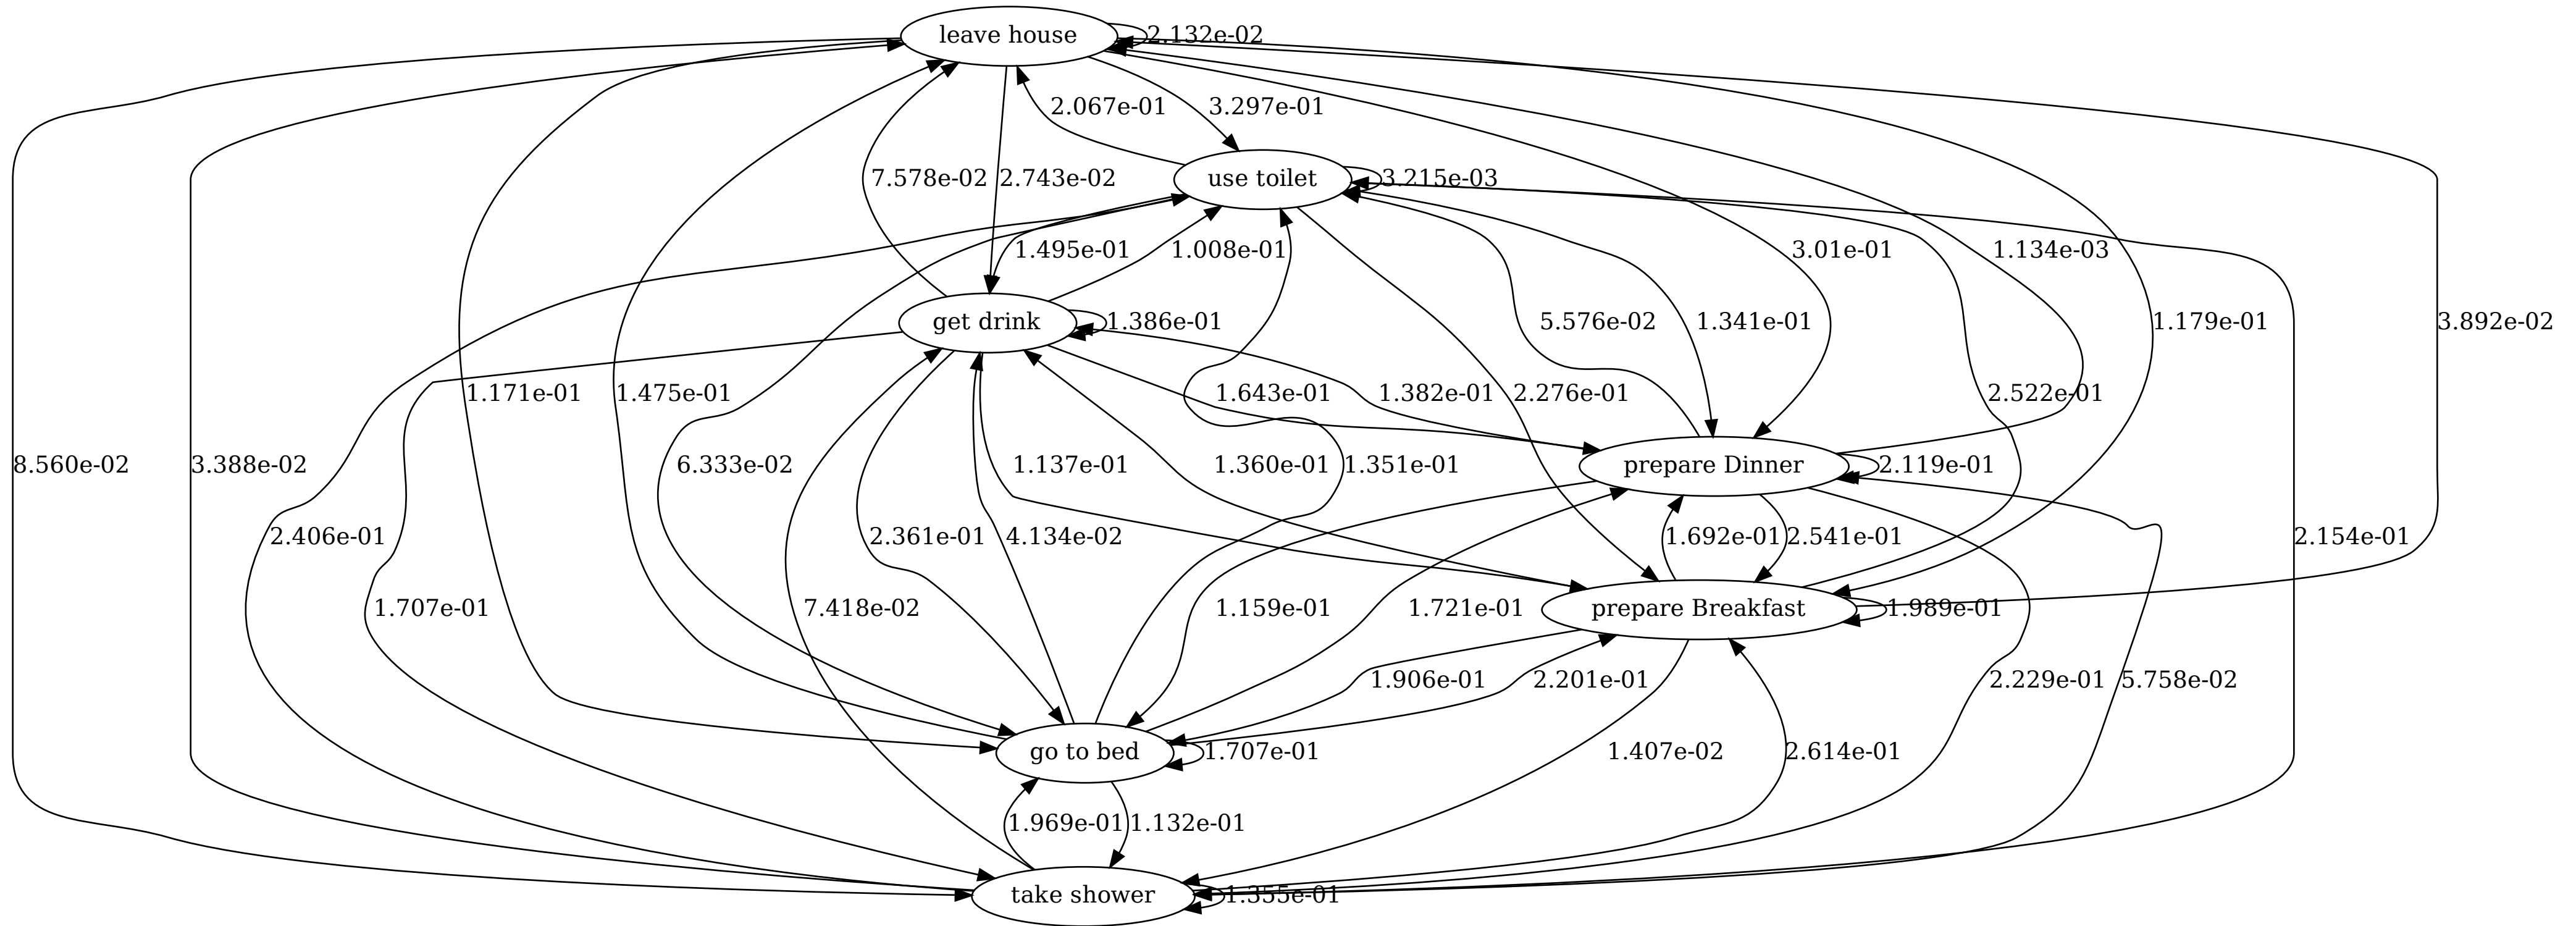 leave house
2.132e-02
2.067e-01
3.297e-01
use toilet
7.578e-02
2.743e-02
3.215e-03
1.495e-01
1.008e-01
3.01e-01
1.134e-03
get drink
1.386e-01
5.576e-02
1.341e-01
1.179e-01
3.892e-02
1.171e-01
1.475e-01
1.643e-01
1.382e-01
2.276e-01
2.522e-01
8.560e-02
3.388e-02
6.333e-02
1.137e-01
1.360e-01
1.351e-01
prepare Dinner
2.119e-01
2.406e-01
2.361e-01
4.134e-02
1.692e-01
2.541e-01
2.154e-01
1.707e-01
7.418e-02
1.159e-01
1.721e-01
prepare Breakfast
1.989e-01
1.906e-01
2.201e-01
2.229e-01
5.758e-02
go to bed
1.707e-01
1.407e-02
2.614e-01
1.969e-01
1.132e-01
take shower
1.355e-01